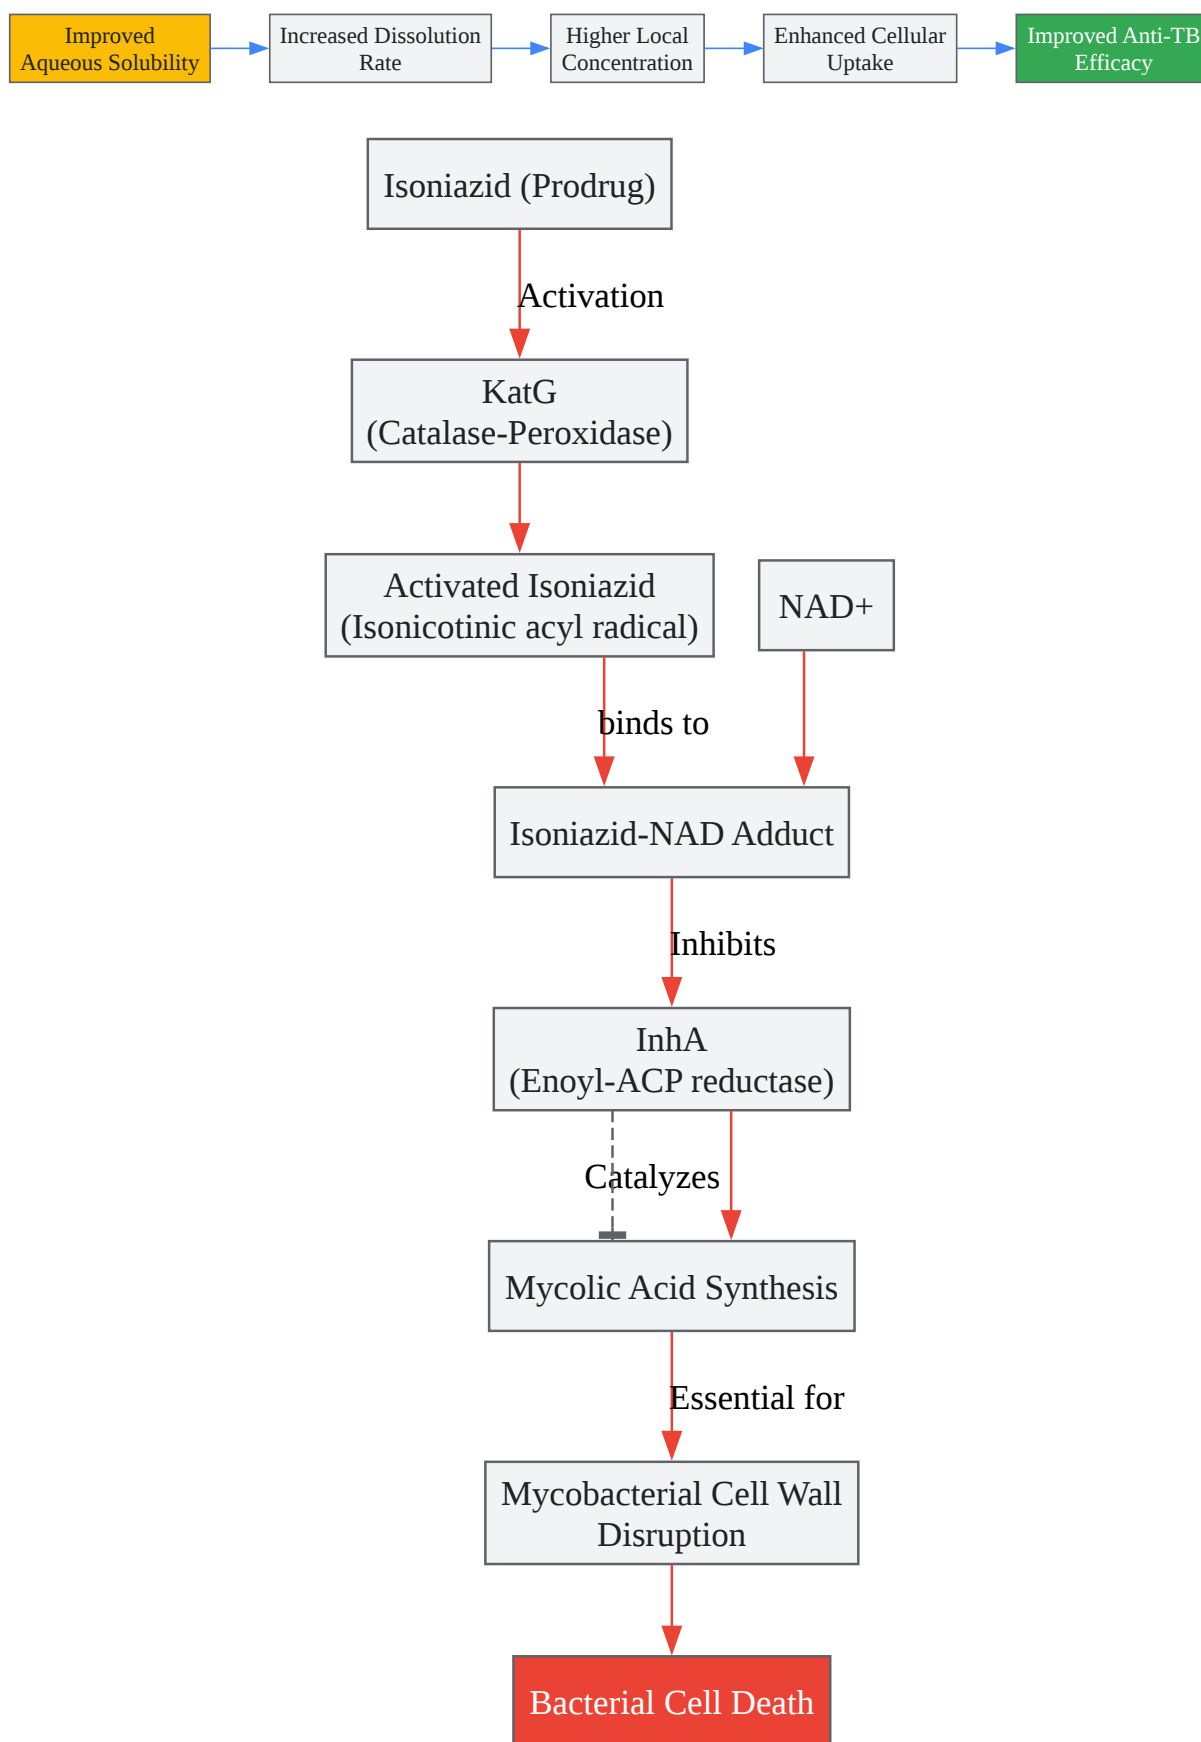 Improved
Aqueous Solubility
Increased Dissolution
Rate
Higher Local
Concentration
Enhanced Cellular
Uptake
Improved Anti-TB
Efficacy
Isoniazid (Prodrug)
Activation
KatG
(Catalase-Peroxidase)
Activated Isoniazid
(Isonicotinic acyl radical)
NAD+
binds to
Isoniazid-NAD Adduct
Inhibits
InhA
(Enoyl-ACP reductase)
Catalyzes
Mycolic Acid Synthesis
Essential for
Mycobacterial Cell Wall
Disruption
Bacterial Cell Death